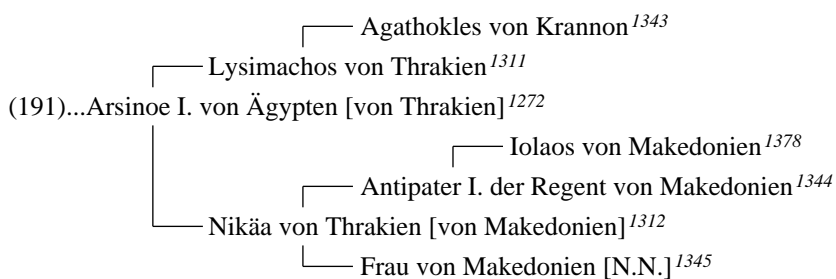 Agathokles von Krannon1343
Lysimachos von Thrakien1311
(191)...Arsinoe I. von Ägypten [von Thrakien]1272
Iolaos von Makedonien1378
Antipater I. der Regent von Makedonien1344
Nikäa von Thrakien [von Makedonien]1312
Frau von Makedonien [N.N.]1345